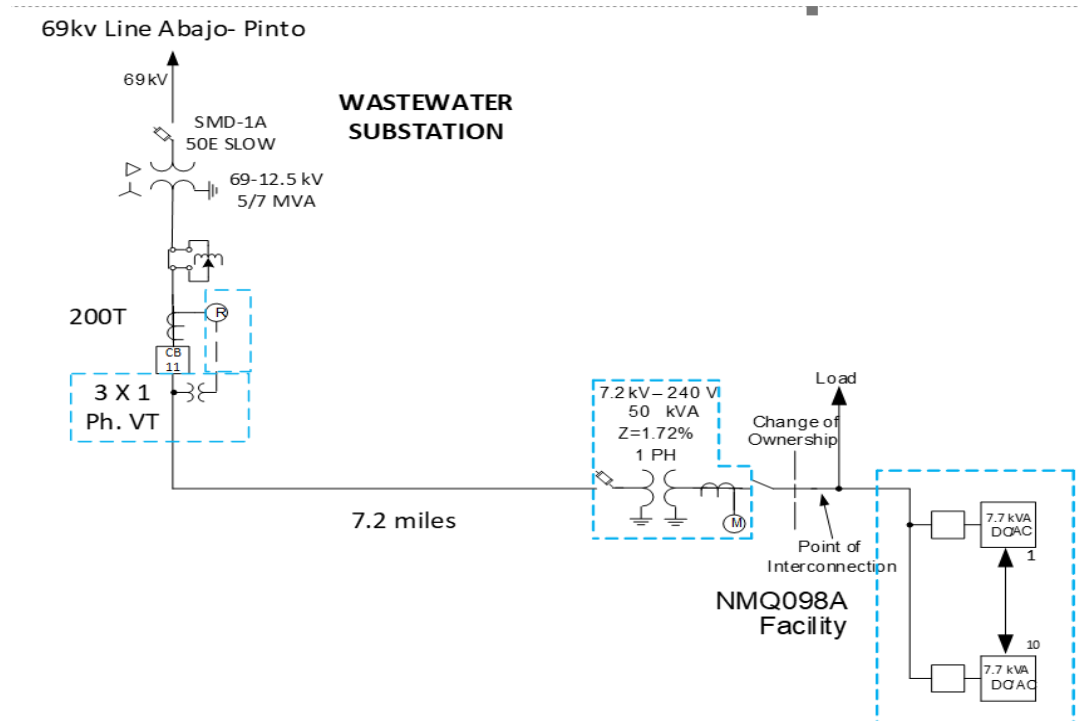 69kv Line Abajo- Pinto
69 kV
WASTEWATER
SUBSTATION
SMD-1A
50E SLOW
69-12.5 kV
5/7 MVA
200T
R
CB
11
3 X 1
Ph. VT
7.2 miles
7.2 kV – 240 V
50 kVA
Z=1.72%
1 PH
M
Load
Change of
Ownership
Point of
Interconnection
NMQ098A
Facility
7.7 kVA
DC/AC
1
10
7.7 kVA
DC/AC